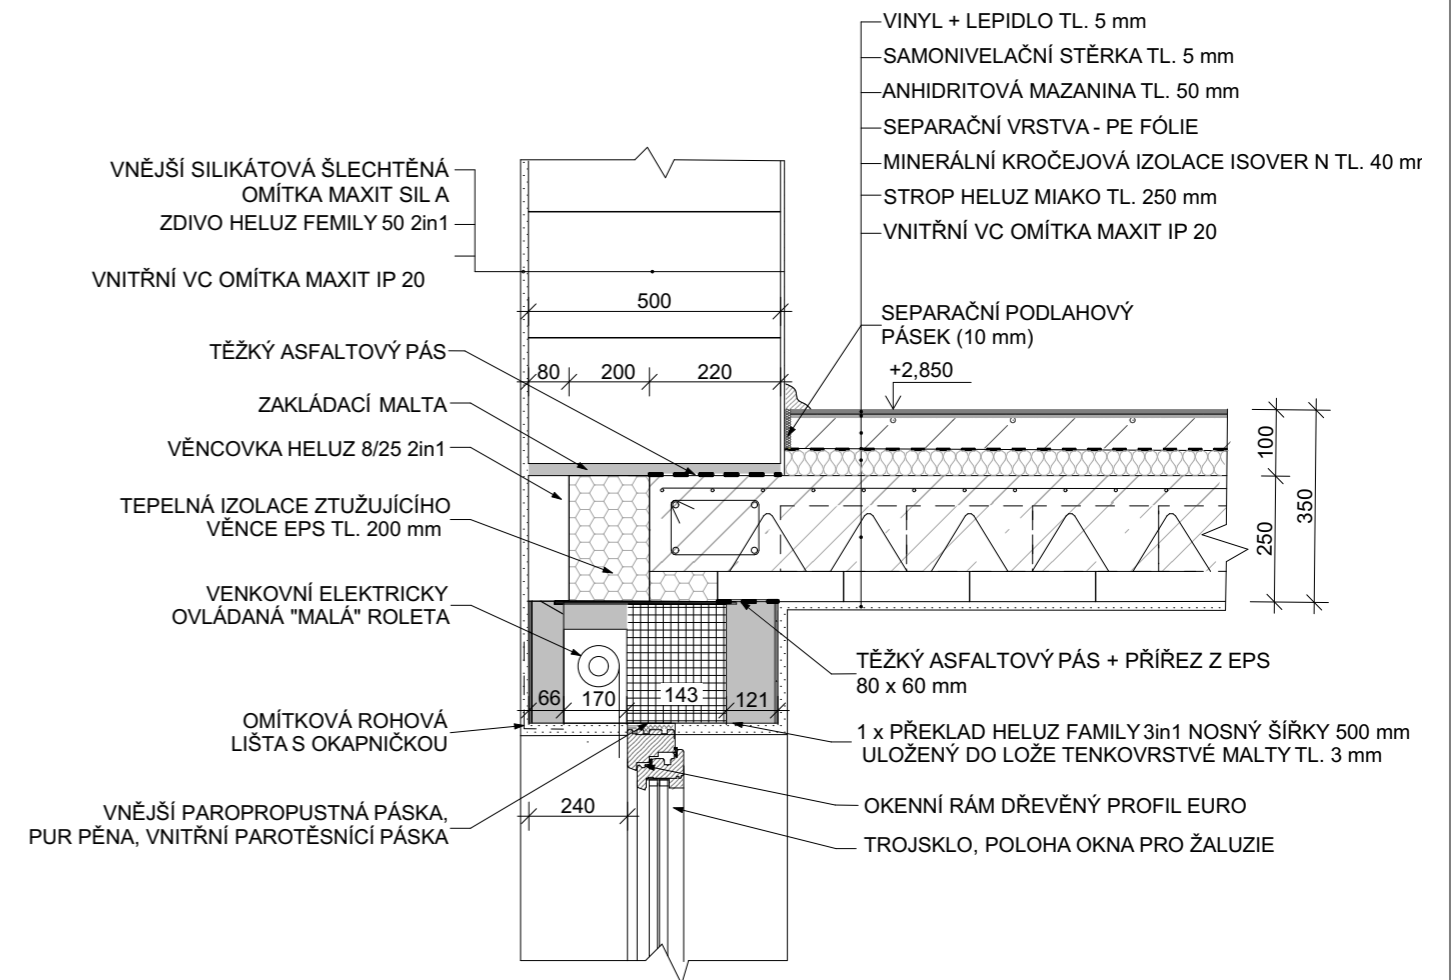 VINYL + LEPIDLO TL. 5 mm
SAMONIVELAČNÍ STĚRKA TL. 5 mm
ANHIDRITOVÁ MAZANINA TL. 50 mm
SEPARAČNÍ VRSTVA - PE FÓLIE
MINERÁLNÍ KROČEJOVÁ IZOLACE ISOVER N TL. 40 mm
STROP HELUZ MIAKO TL. 250 mm
VNITŘNÍ VC OMÍTKA MAXIT IP 20
VNĚJŠÍ SILIKÁTOVÁ ŠLECHTĚNÁ
OMÍTKA MAXIT SIL A
ZDIVO HELUZ FEMILY 50 2in1
VNITŘNÍ VC OMÍTKA MAXIT IP 20
500
SEPARAČNÍ PODLAHOVÝ
PÁSEK (10 mm)
TĚŽKÝ ASFALTOVÝ PÁS
80 200 220
+2,850
ZAKLÁDACÍ MALTA
VĚNCOVKA HELUZ 8/25 2in1
100
TEPELNÁ IZOLACE ZTUŽUJÍCÍHO
VĚNCE EPS TL. 200 mm
350
250
VENKOVNÍ ELEKTRICKY
OVLÁDANÁ "MALÁ" ROLETA
TĚŽKÝ ASFALTOVÝ PÁS + PŘÍŘEZ Z EPS
80 x 60 mm
66 170 143 121
OMÍTKOVÁ ROHOVÁ
LIŠTA S OKAPNIČKOU
1 x PŘEKLAD HELUZ FAMILY 3in1 NOSNÝ ŠÍŘKY 500 mm
ULOŽENÝ DO LOŽE TENKOVRSTVÉ MALTY TL. 3 mm
VNĚJŠÍ PAROPROPUSTNÁ PÁSKA,
PUR PĚNA, VNITŘNÍ PAROTĚSNÍCÍ PÁSKA
240
OKENNÍ RÁM DŘEVĚNÝ PROFIL EURO
TROJSKLO, POLOHA OKNA PRO ŽALUZIE